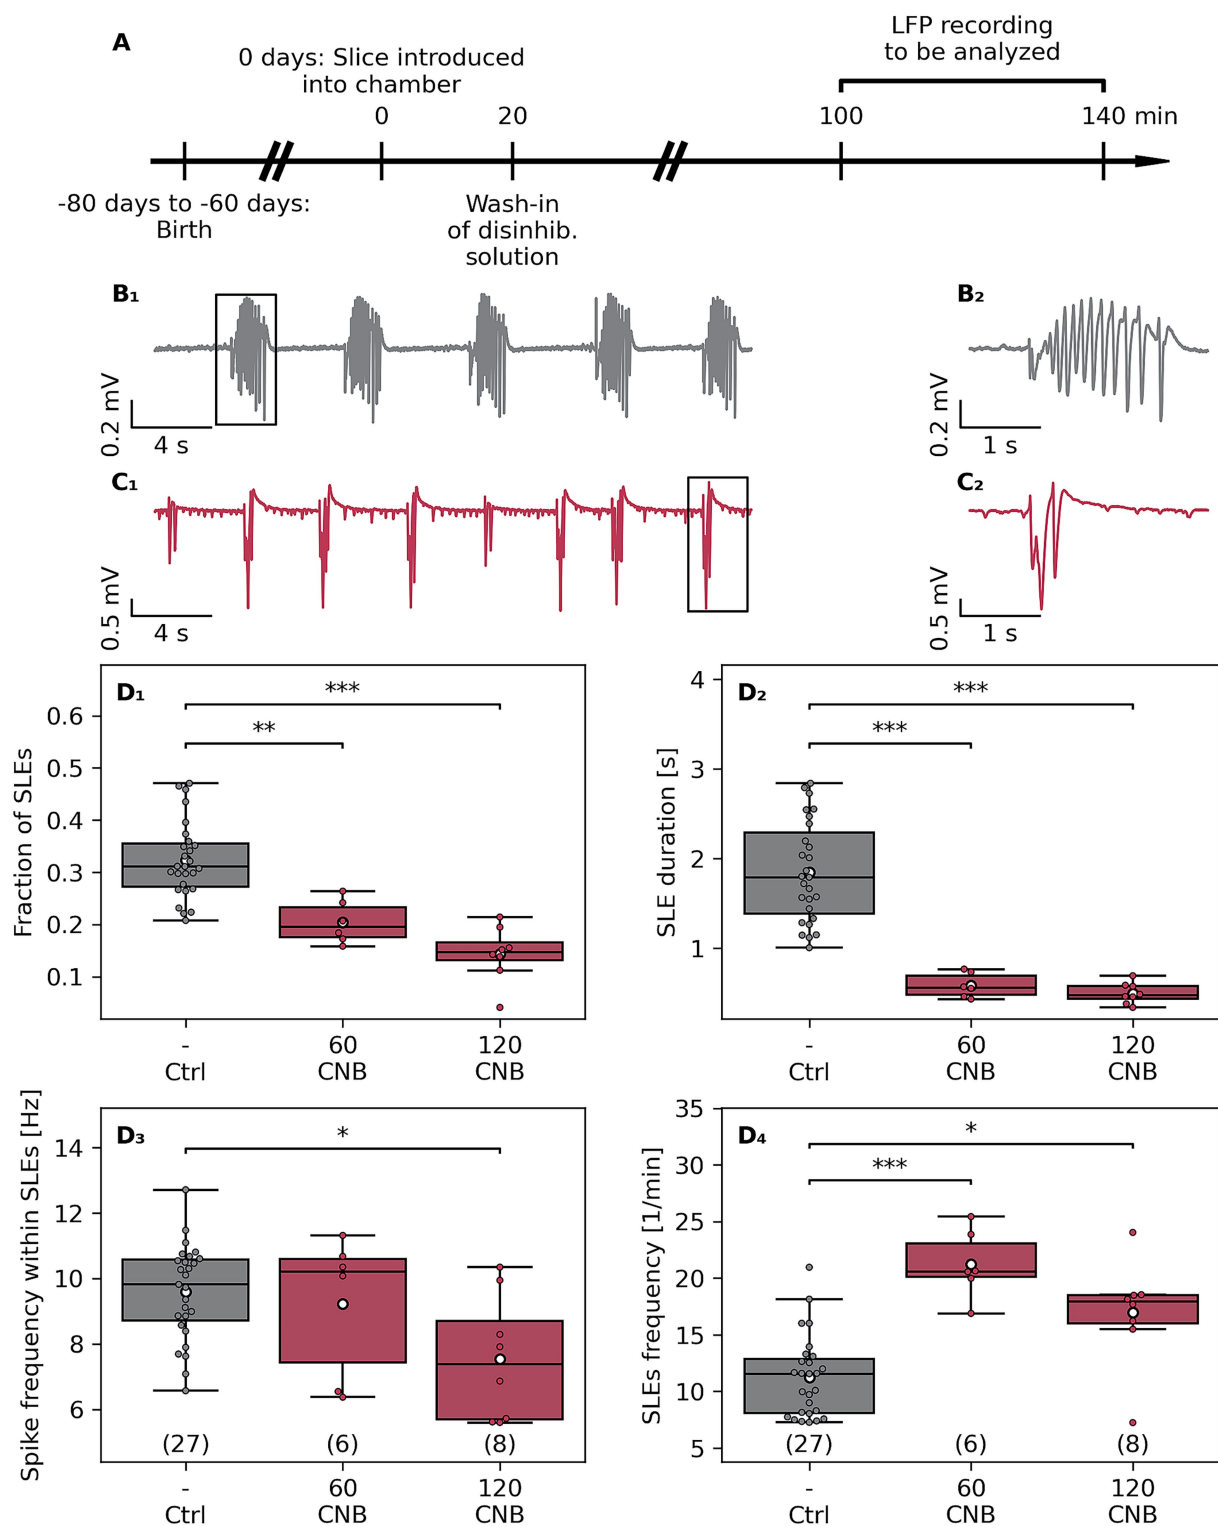 A
0 days: Slice introduced
into chamber
LFP recording
to be analyzed
0
20
100
140 min
-80 days to -60 days:
Birth
Wash-in
of disinhib.
solution
B₁
0.2 mV
4 s
B₂
0.2 mV
1 s
C₁
0.5 mV
4 s
C₂
0.5 mV
1 s
D₁
***
**
Fraction of SLEs
0.6
0.5
0.4
0.3
0.2
0.1
-
Ctrl
60
CNB
120
CNB
D₂
***
***
SLE duration [s]
4
3
2
1
-
Ctrl
60
CNB
120
CNB
D₃
*
Spike frequency within SLEs [Hz]
14
12
10
8
6
(27)
(6)
(8)
-
Ctrl
60
CNB
120
CNB
D₄
*
***
SLEs frequency [1/min]
35
30
25
20
15
10
5
(27)
(6)
(8)
-
Ctrl
60
CNB
120
CNB